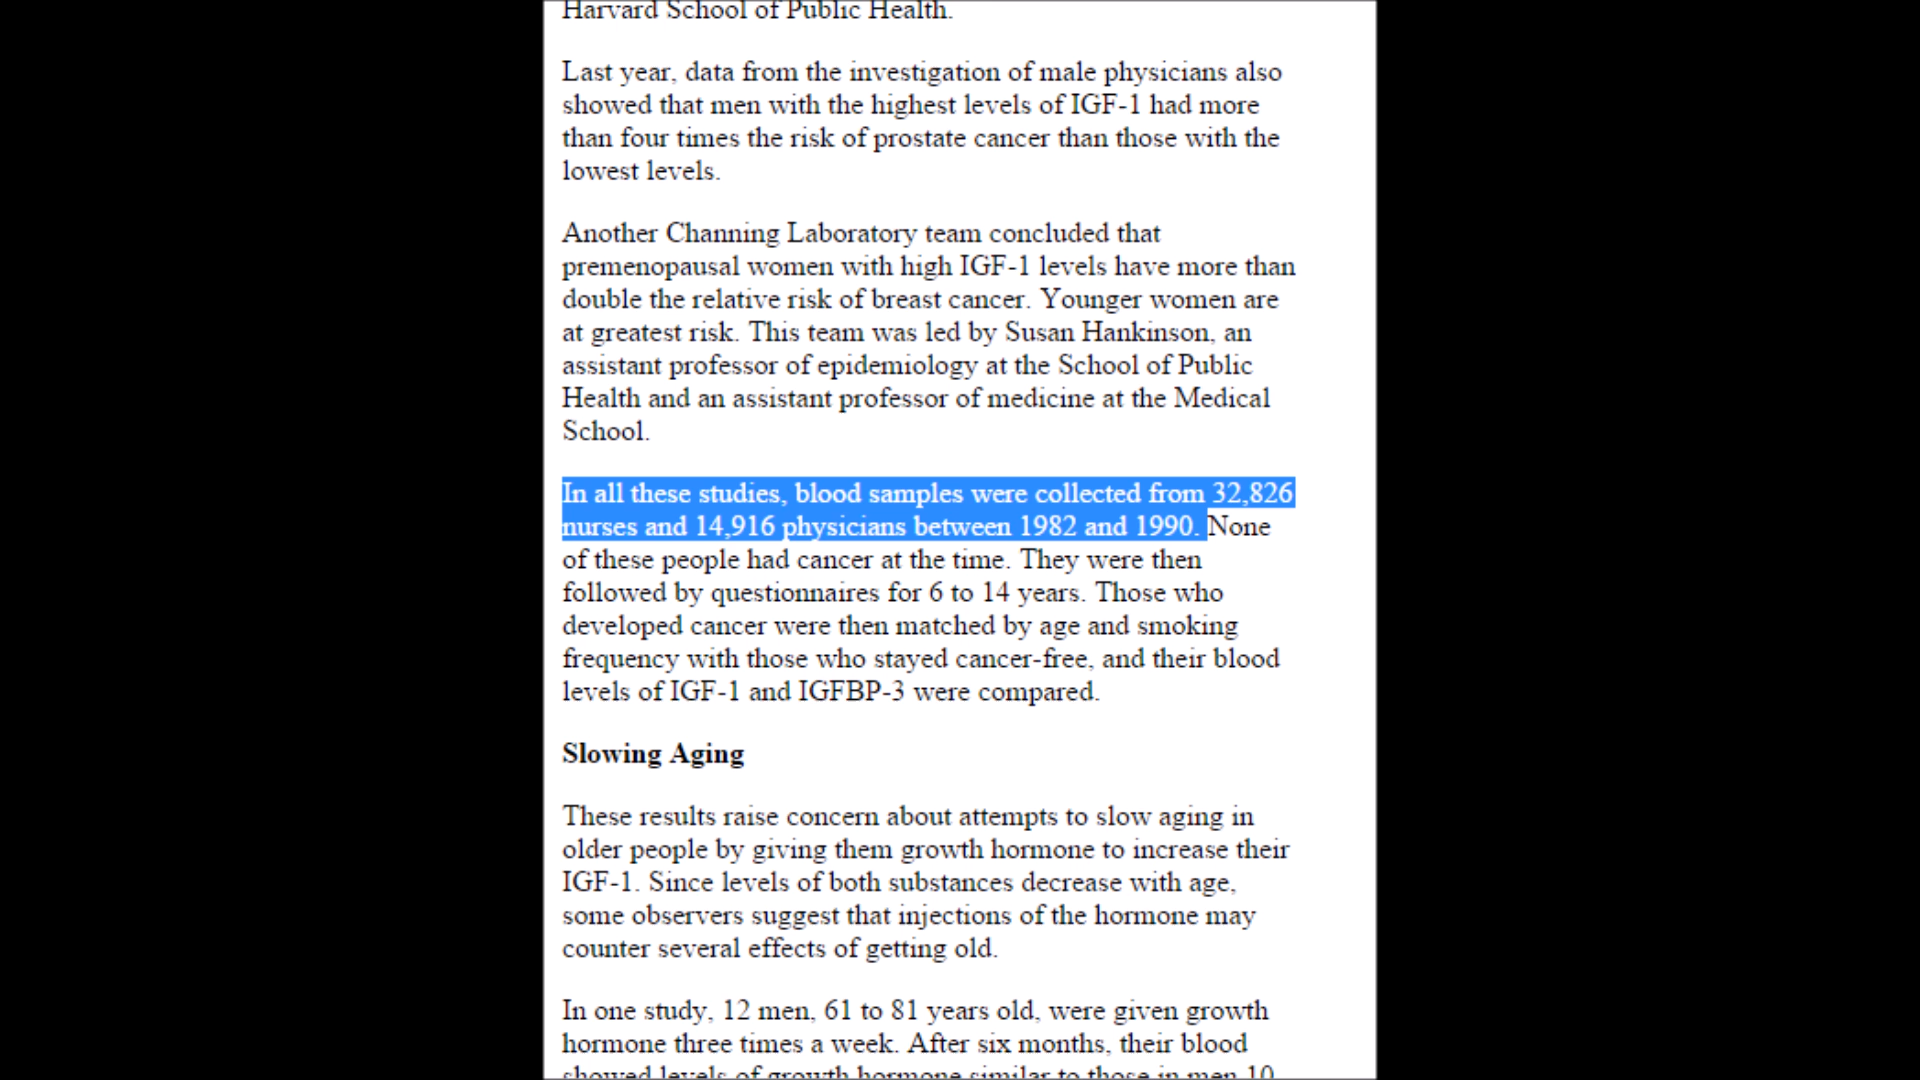 Harvard School of Public Health.
Last year, data from the investigation of male physicians also
showed that men with the highest levels of IGF-1 had more
than four times the risk of prostate cancer than those with the
lowest levels.
Another Channing Laboratory team concluded that
premenopausal women with high IGF-1 levels have more than
double the relative risk of breast cancer. Younger women are
at greatest risk. This team was led by Susan Hankinson, an
assistant professor of epidemiology at the School of Public
Health and an assistant professor of medicine at the Medical
School.
In all these studies, blood samples were collected from 32,826
nurses and 14,916 physicians between 1982 and 1990. None
of these people had cancer at the time. They were then
followed by questionnaires for 6 to 14 years. Those who
developed cancer were then matched by age and smoking
frequency with those who stayed cancer-free, and their blood
levels of IGF-1 and IGFBP-3 were compared.
Slowing Aging
These results raise concern about attempts to slow aging in
older people by giving them growth hormone to increase their
IGF-1. Since levels of both substances decrease with age,
some observers suggest that injections of the hormone may
counter several effects of getting old.
In one study, 12 men, 61 to 81 years old, were given growth
hormone three times a week. After six months, their blood
showed levels of growth hormone similar to those in men 10